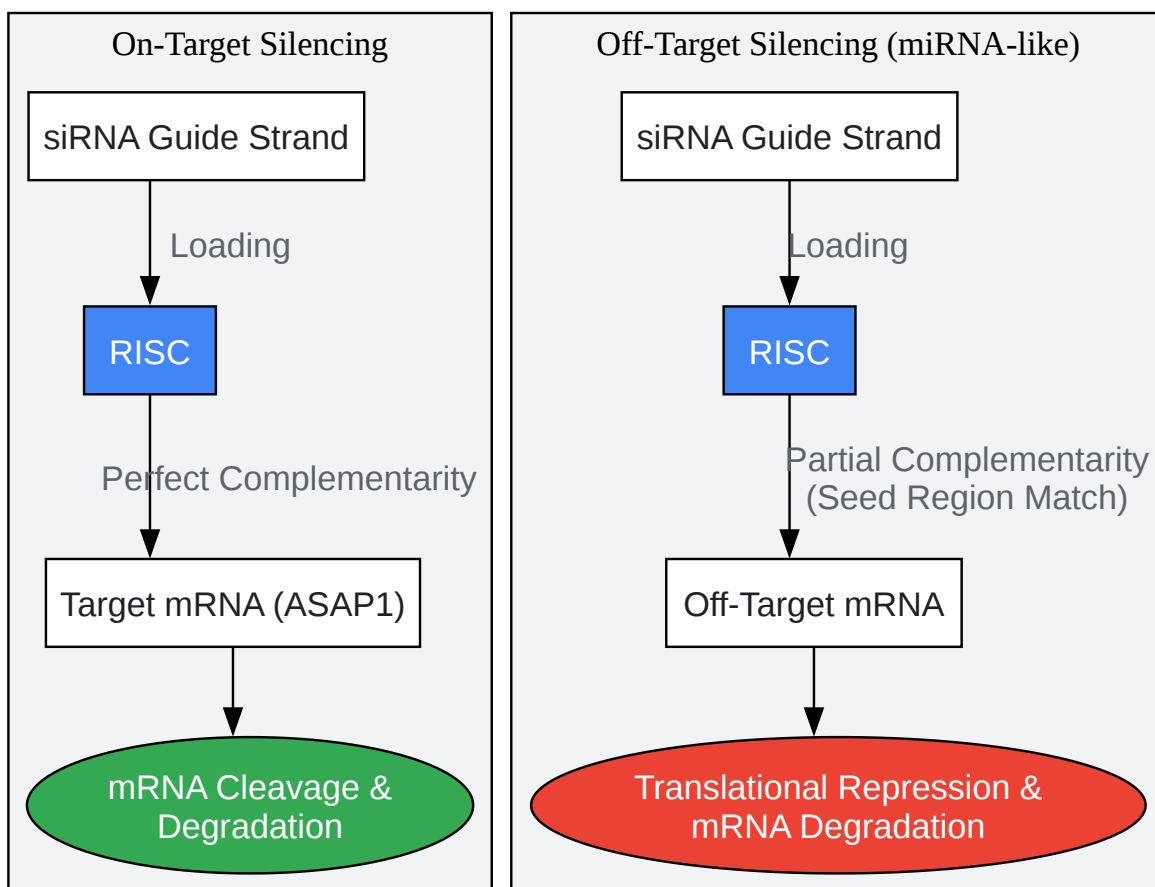 On-Target Silencing
siRNA Guide Strand
Loading
RISC
Perfect Complementarity
Target mRNA (ASAP1)
mRNA Cleavage &
Degradation
Off-Target Silencing (miRNA-like)
siRNA Guide Strand
Loading
RISC
Partial Complementarity
(Seed Region Match)
Off-Target mRNA
Translational Repression &
mRNA Degradation